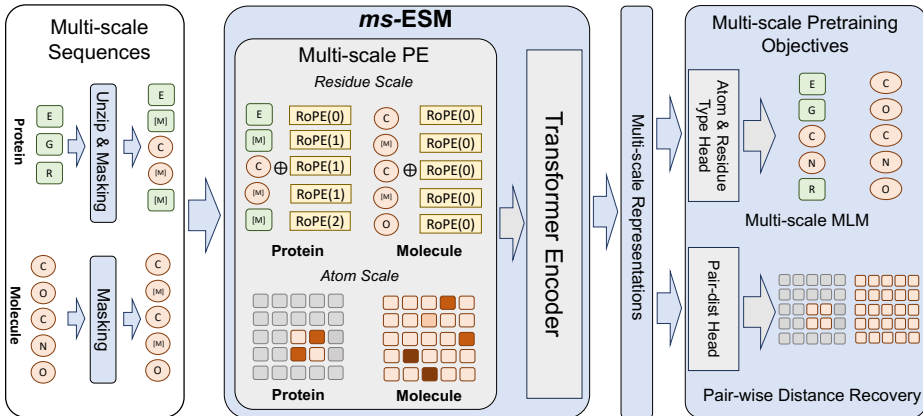 Multi-scale
Sequences
Protein
E
G
R
Unzip & Masking
E
[M]
C
[M]
[M]
Molecule
C
O
C
N
O
Masking
C
[M]
C
[M]
O
ms-ESM
Multi-scale PE
Residue Scale
E
RoPE(0)
[M]
RoPE(1)
C
⊕
RoPE(1)
[M]
RoPE(1)
[M]
RoPE(2)
C
RoPE(0)
[M]
RoPE(0)
C
⊕
RoPE(0)
[M]
RoPE(0)
O
RoPE(0)
Protein
Molecule
Atom Scale
Protein
Molecule
Transformer Encoder
Multi-scale Representations
Multi-scale Pretraining
Objectives
Atom & Residue
Type Head
E
G
C
N
R
C
O
C
N
O
Multi-scale MLM
Pair-dist Head
Pair-wise Distance Recovery